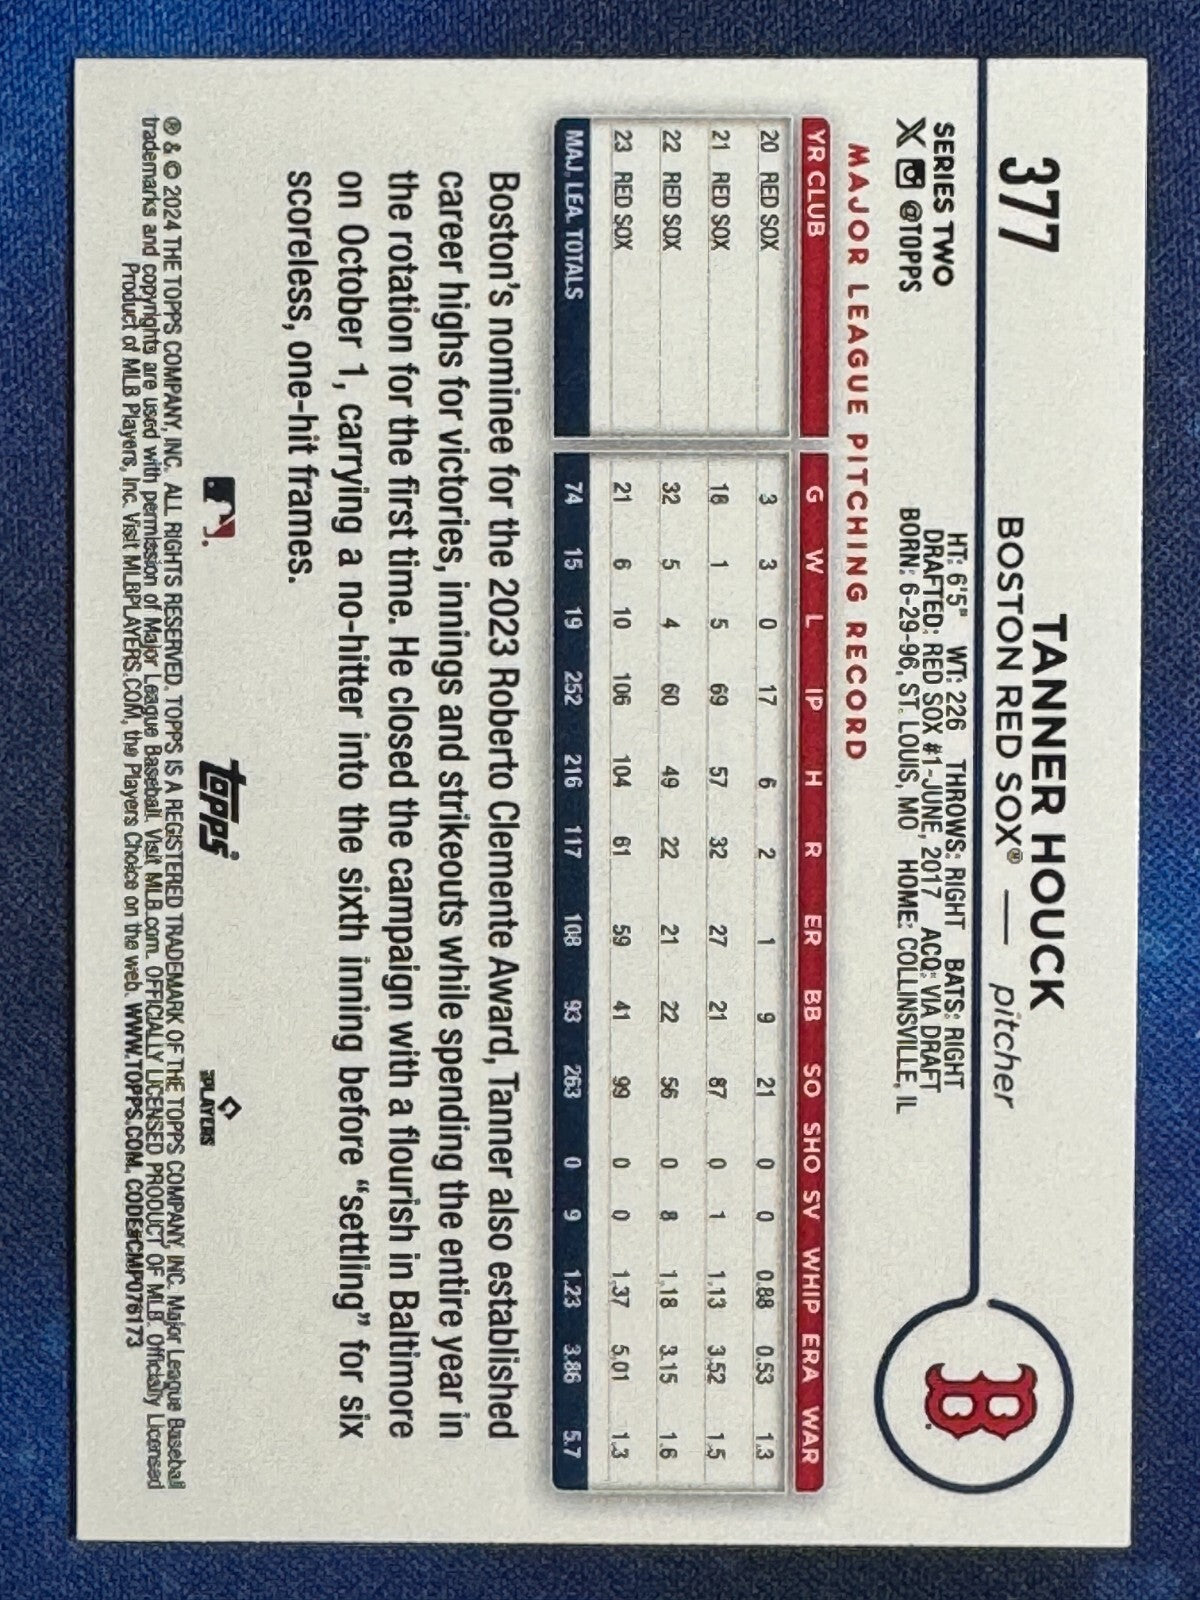 377
TANNER HOUCK
BOSTON RED SOX® — pitcher
SERIES TWO
X @TOPPS
HT: 6'5" WT: 226 THROWS: RIGHT BATS: RIGHT
DRAFTED: RED SOX #1-JUNE, 2017 ACQ: VIA DRAFT
BORN: 6-29-96, ST. LOUIS, MO HOME: COLLINSVILLE, IL
B
MAJOR LEAGUE PITCHING RECORD
YR CLUB G W L IP H R ER BB SO SHO SV WHIP ERA WAR
20 RED SOX 3 3 0 17 6 2 1 9 21 0 0 0.88 0.53 1.3
21 RED SOX 18 1 5 69 57 32 27 21 87 0 1 1.13 3.52 1.5
22 RED SOX 32 5 4 60 49 22 21 22 56 0 8 1.18 3.15 1.6
23 RED SOX 21 6 10 106 104 61 59 41 99 0 0 1.37 5.01 1.3
MAJ. LEA. TOTALS 74 15 19 252 216 117 108 93 263 0 9 1.23 3.86 5.7
Boston's nominee for the 2023 Roberto Clemente Award, Tanner also established
career highs for victories, innings and strikeouts while spending the entire year in
the rotation for the first time. He closed the campaign with a flourish in Baltimore
on October 1, carrying a no-hitter into the sixth inning before “settling” for six
scoreless, one-hit frames.
topps®
PLAYERS
® & © 2024 THE TOPPS COMPANY, INC. ALL RIGHTS RESERVED. TOPPS IS A REGISTERED TRADEMARK OF THE TOPPS COMPANY, INC. Major League Baseball
trademarks and copyrights are used with permission of Major League Baseball. Visit MLB.com. OFFICIALLY LICENSED PRODUCT OF MLB. Officially Licensed
Product of MLB Players, Inc. Visit MLBPLAYERS.COM, the Players Choice on the web. WWW.TOPPS.COM. CODE#CMP076173